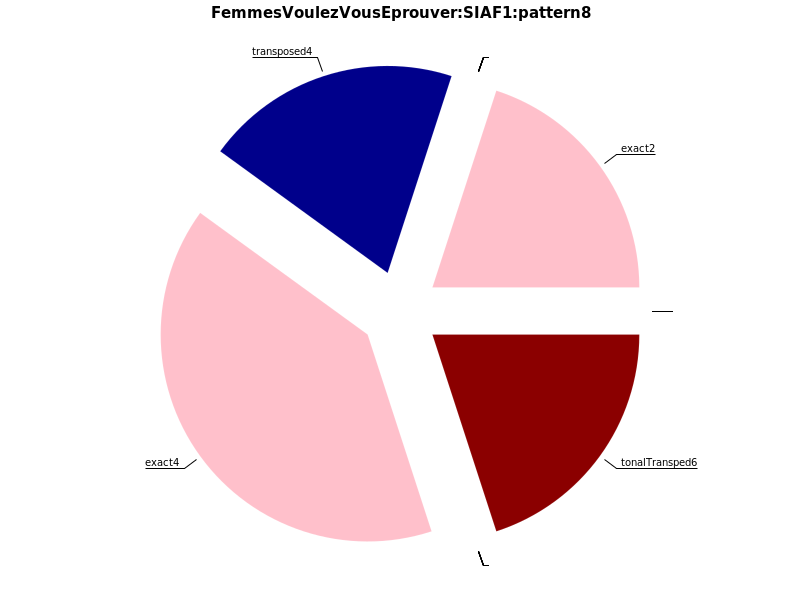 FemmesVoulezVousEprouver:SIAF1:pattern8
transposed4
exact2
exact4
tonalTransped6